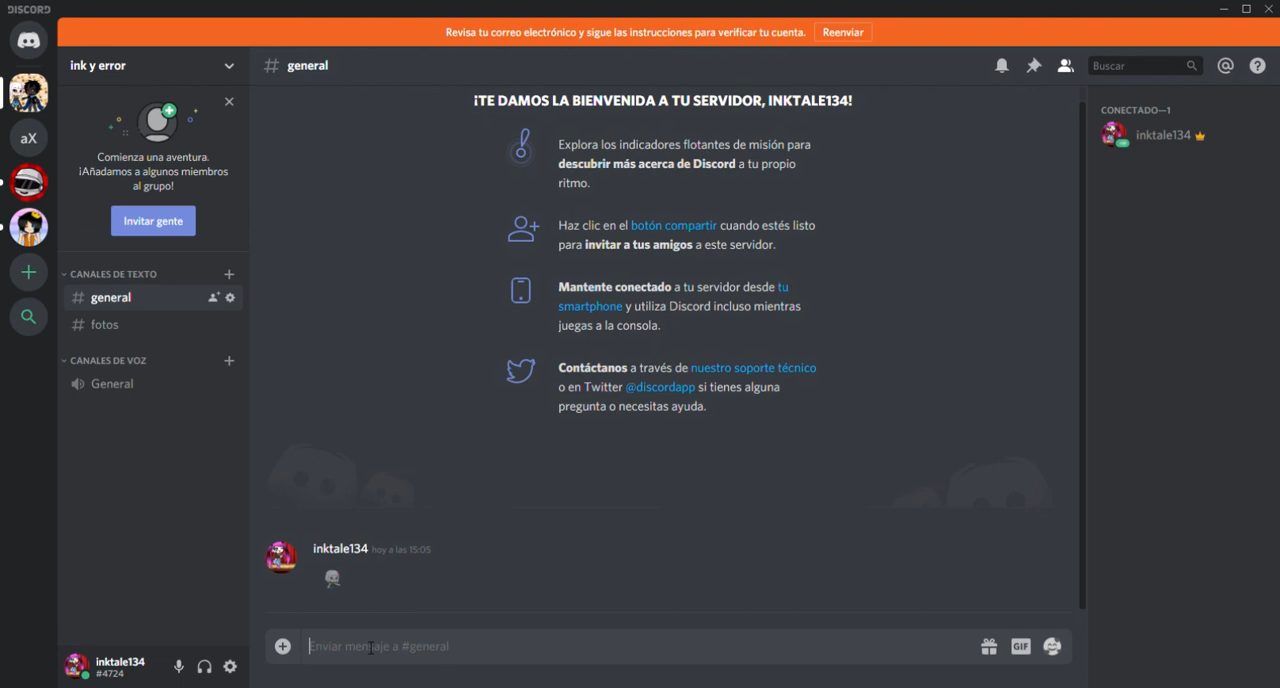 DISCORD
Revisa tu correo electrónico y sigue las instrucciones para verificar tu cuenta.
Reenviar
ink y error
Comienza una aventura.
¡Añadamos a algunos miembros
al grupo!
Invitar gente
aX
CANALES DE TEXTO
# general
# fotos
CANALES DE VOZ
General
inktale134
#4724
# general
Buscar
¡TE DAMOS LA BIENVENIDA A TU SERVIDOR, INKTALE134!
Explora los indicadores flotantes de misión para
descubrir más acerca de Discord a tu propio
ritmo.
Haz clic en el botón compartir cuando estés listo
para invitar a tus amigos a este servidor.
Mantente conectado a tu servidor desde tu
smartphone y utiliza Discord incluso mientras
juegas a la consola.
Contáctanos a través de nuestro soporte técnico
o en Twitter @discordapp si tienes alguna
pregunta o necesitas ayuda.
inktale134 hoy a las 15:05
Enviar mensaje a #general
GIF
CONECTADO—1
inktale134